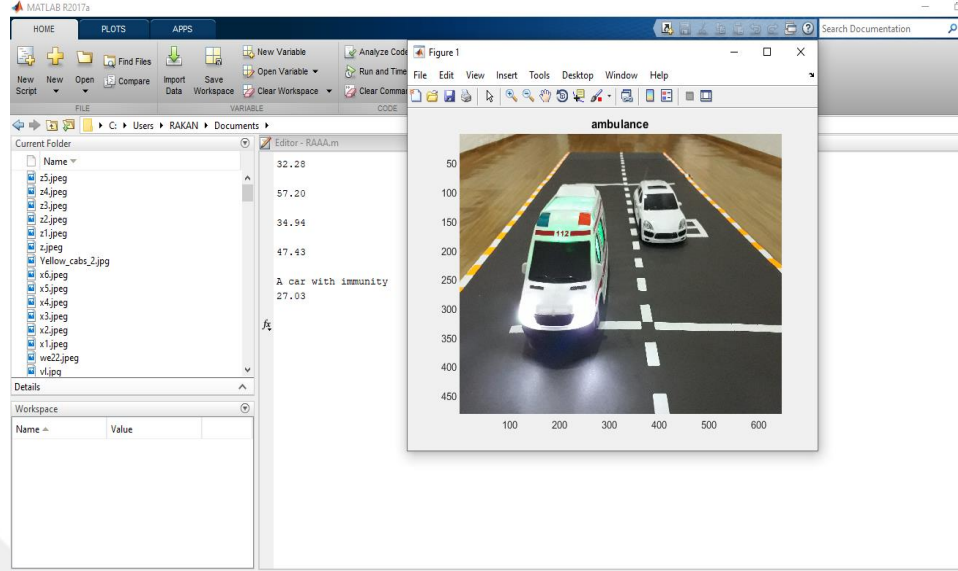 MATLAB R2017a
HOME PLOTS APPS
Search Documentation
New Script
New
Open
Find Files
Compare
Import Data
Save Workspace
New Variable
Open Variable
Clear Workspace
Analyze Code
Run and Time
Clear Comma
FILE VARIABLE CODE
C: Users RAKAN Documents
Current Folder
Name
z5.jpeg
z4.jpeg
z3.jpeg
z2.jpeg
z1.jpeg
z.jpeg
Yellow_cabs_2.jpg
x6.jpeg
x5.jpeg
x4.jpeg
x3.jpeg
x2.jpeg
x1.jpeg
we22.jpeg
vl.jpg
Details
Workspace
Name Value
Editor - RAAA.m
32.28
57.20
34.94
47.43
A car with immunity
27.03
fx
Figure 1
File Edit View Insert Tools Desktop Window Help
ambulance
50
100
150
200
250
300
350
400
450
112
100 200 300 400 500 600